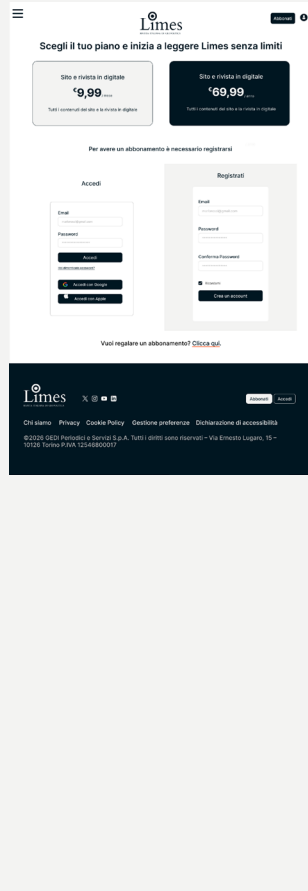 Limes
Abbonati
Scegli il tuo piano e inizia a leggere Limes senza limiti
Sito e rivista in digitale
€9,99
Tutti i contenuti del sito e la rivista in digitale
Sito e rivista in digitale
€69,99
Tutti i contenuti del sito e la rivista in digitale
Per avere un abbonamento è necessario registrarsi
Accedi
Email
Password
Accedi
Accedi con Google
Accedi con Apple
Registrati
Email
Password
Conferma Password
Crea un account
Vuoi regalare un abbonamento? Clicca qui.
Limes
Abbonati
Accedi
Chi siamo Privacy Cookie Policy Gestione preferenze Dichiarazione di accessibilità
©2026 GEDI Periodici e Servizi S.p.A. Tutti i diritti sono riservati – Via Ernesto Lugaro, 15 –
10126 Torino P.IVA 12546800017